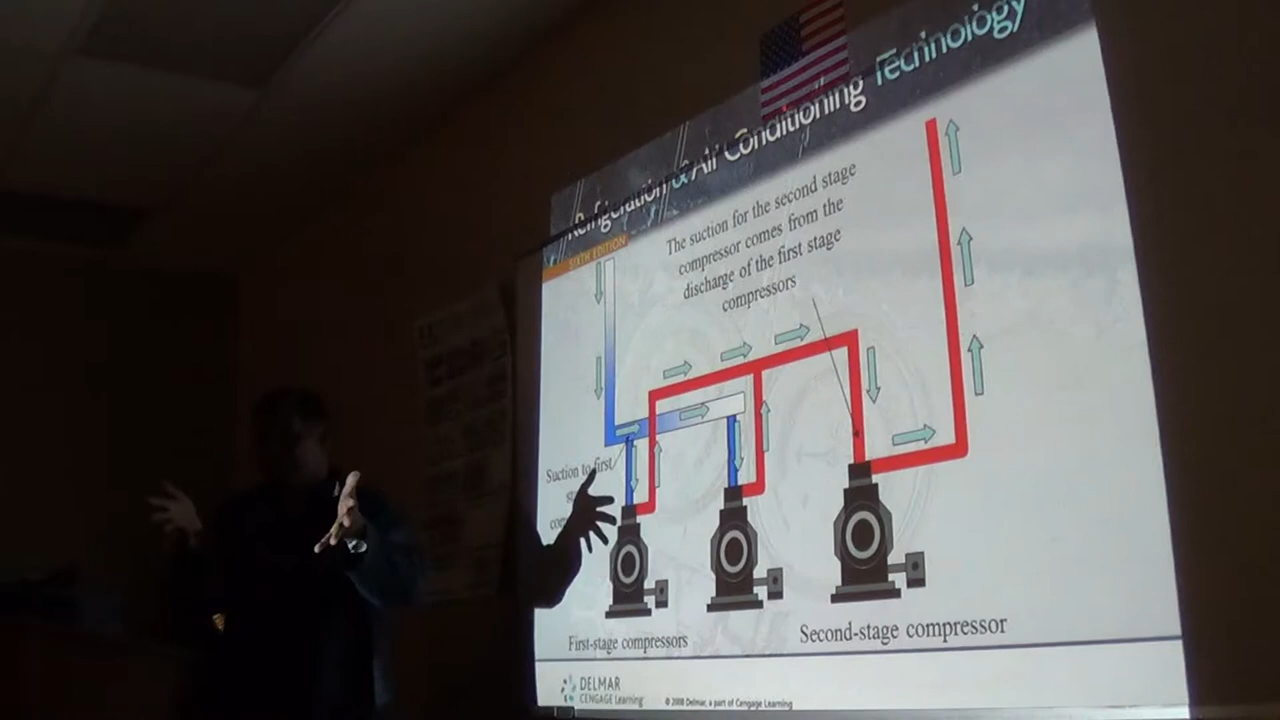 Refrigeration & Air Conditioning Technology
SIXTH EDITION
The suction for the second stage
compressor comes from the
discharge of the first stage
compressors
Suction to first
First-stage compressors
Second-stage compressor
DELMAR
CENGAGE Learning
© 2008 Delmar, a part of Cengage Learning